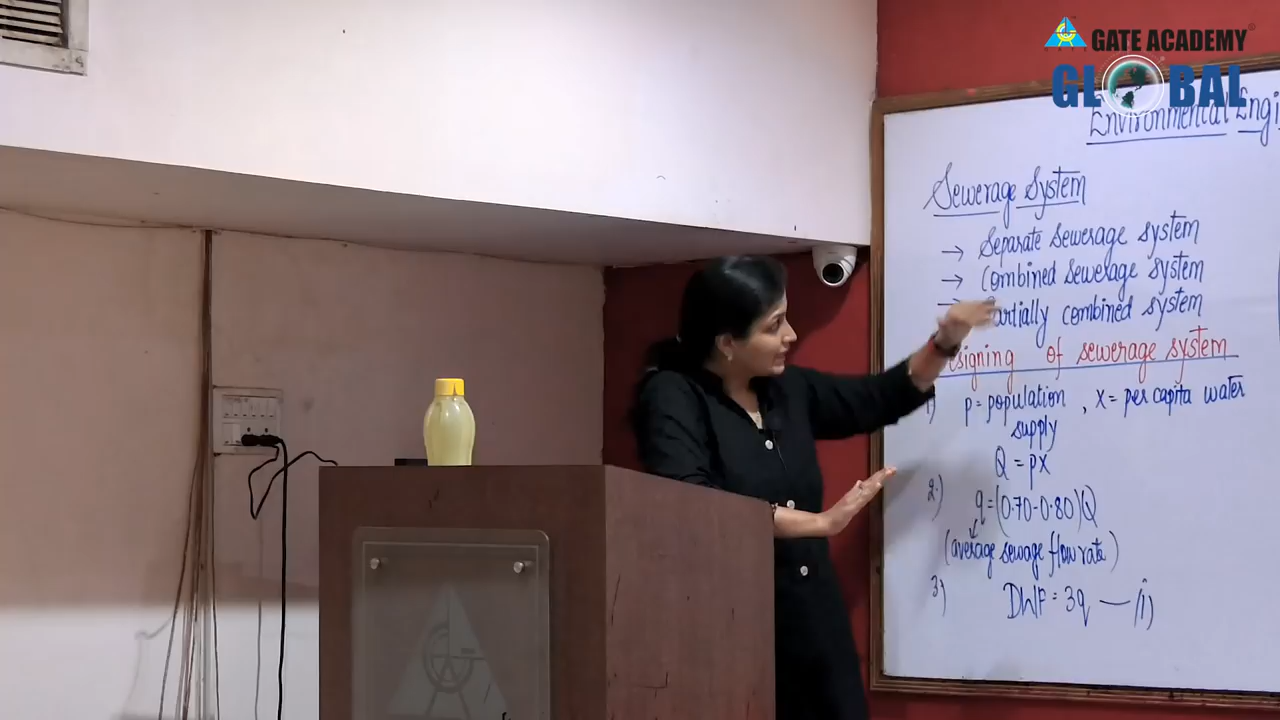 GATE ACADEMY
GLOBAL
Environmental Engi
Sewerage System
→ Separate sewerage system
→ Combined sewerage system
→ Partially combined system
esigning of sewerage system
1) p = population , x = per capita water
supply
Q = px
2.) q = (0.70-0.80)Q
(average sewage flow rate)
3) DWF = 3q —(i)